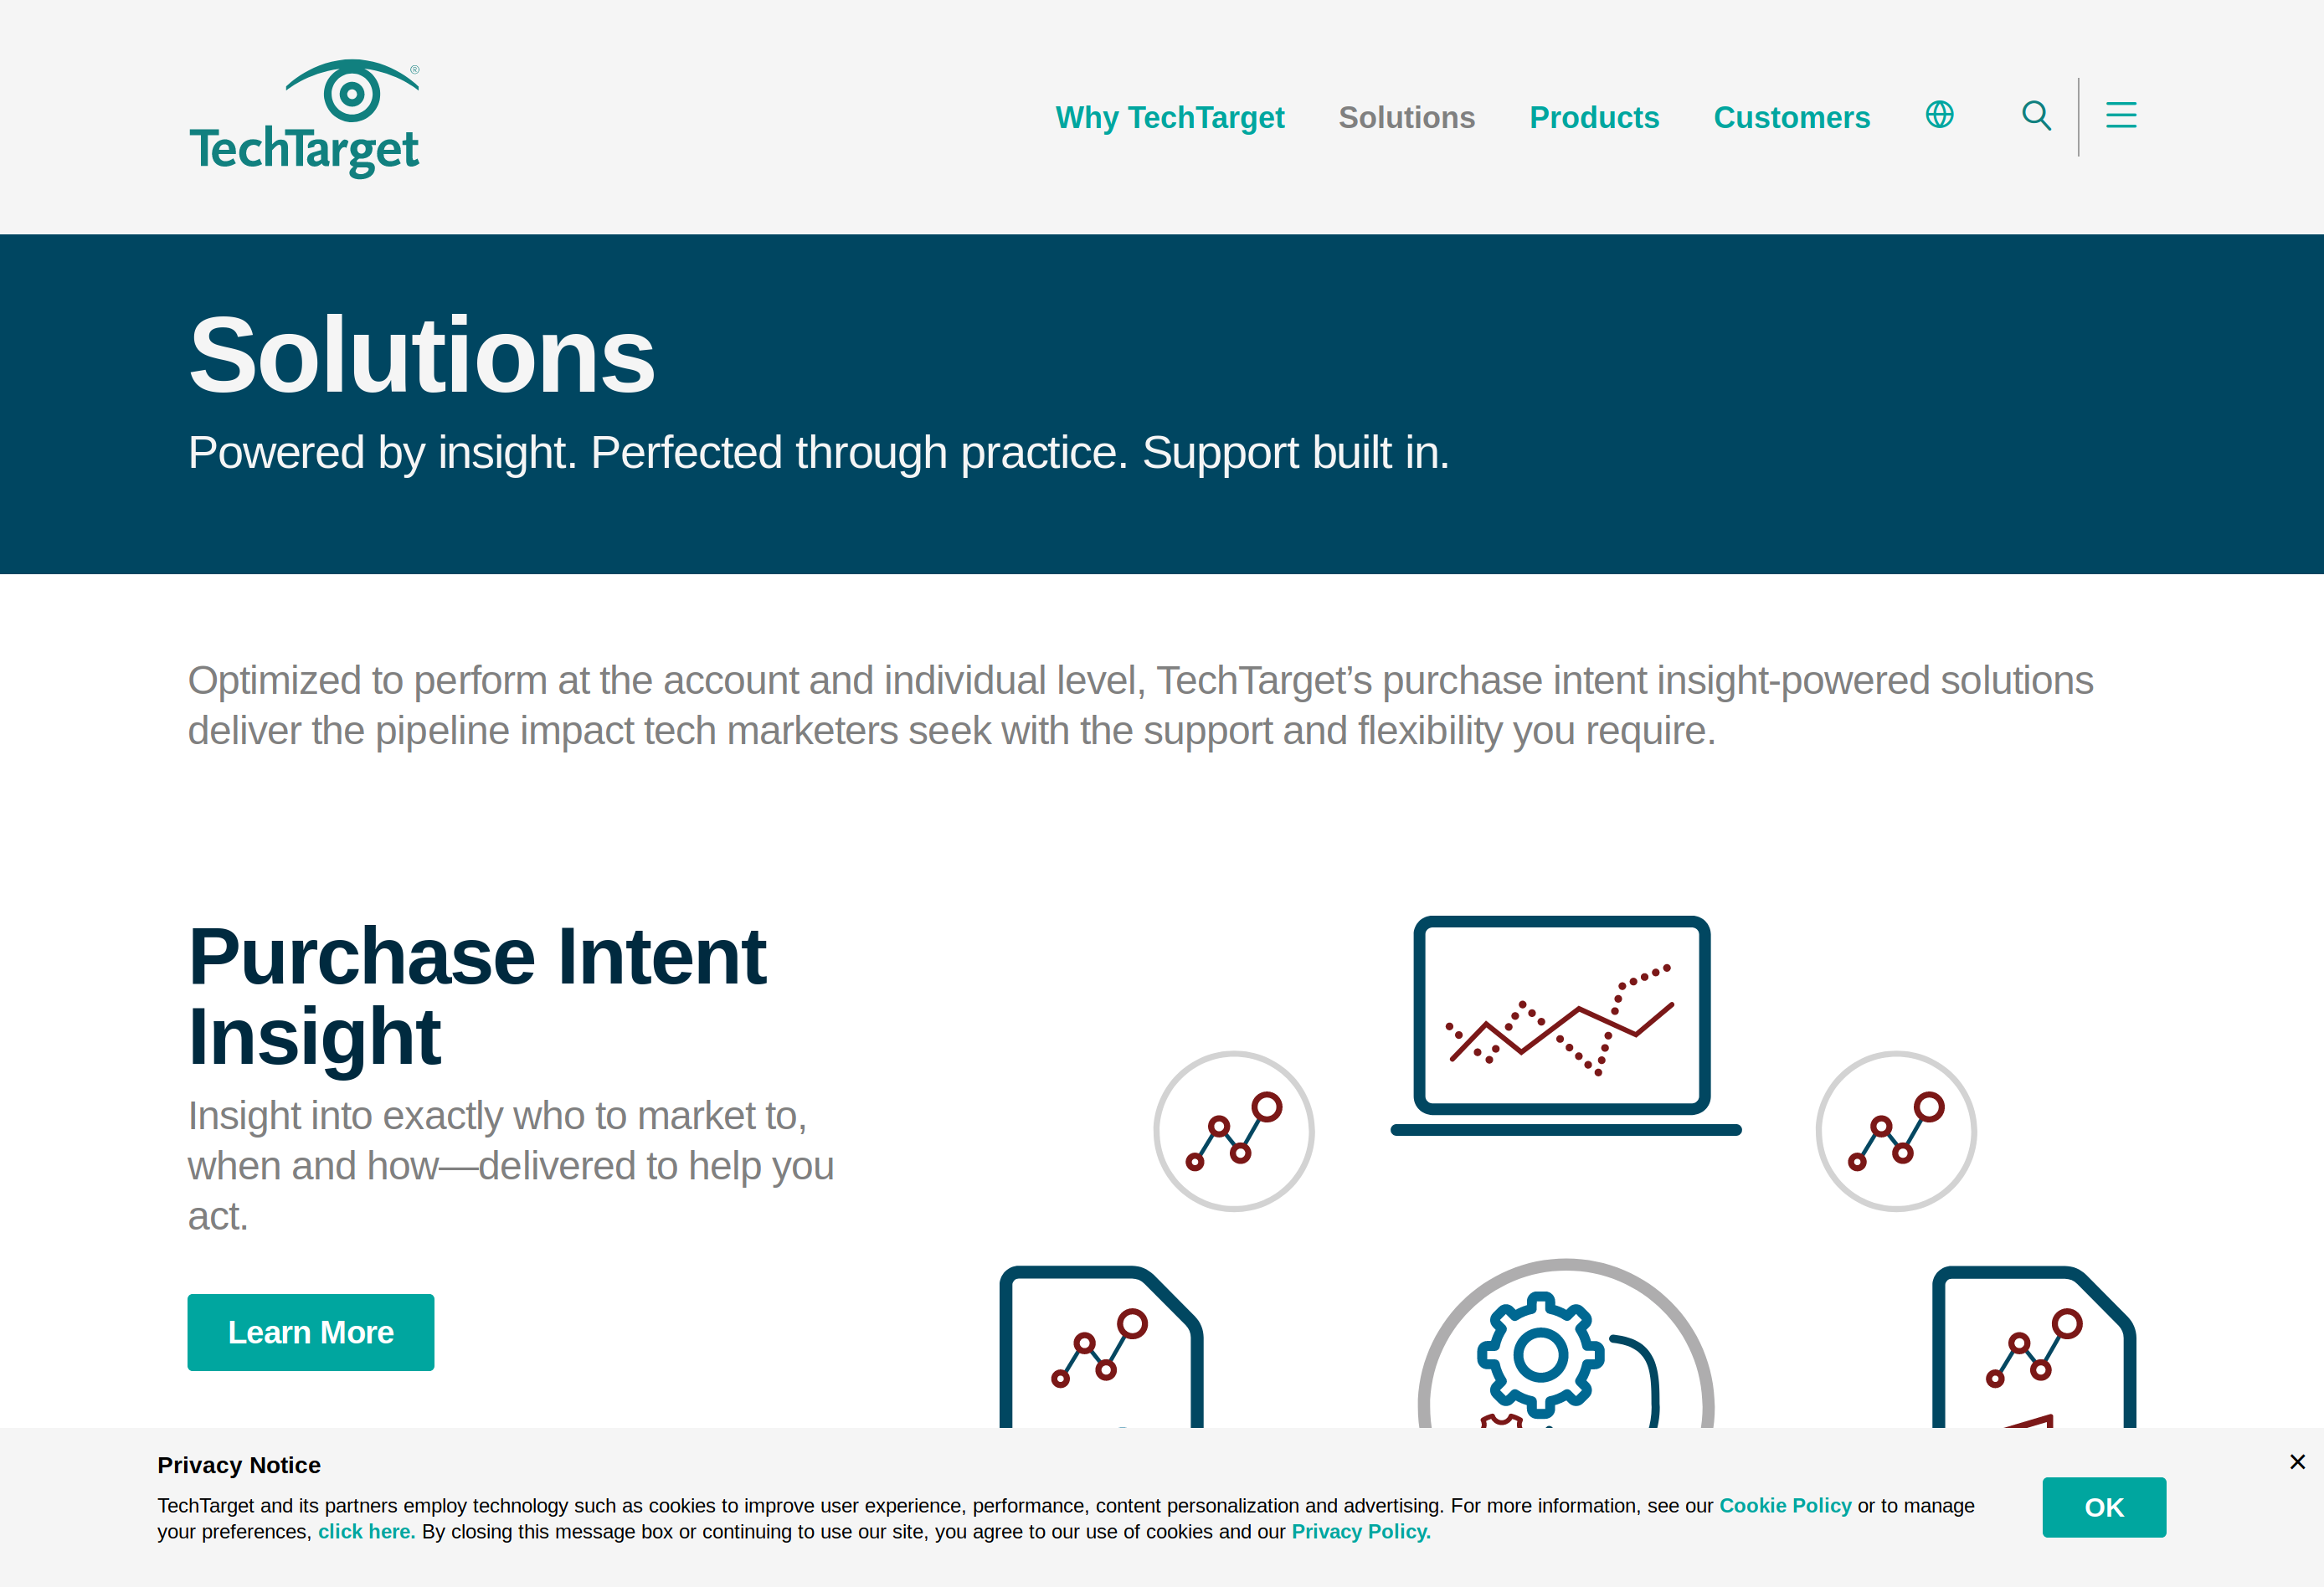 TechTarget®
Why TechTarget
Solutions
Products
Customers
Solutions
Powered by insight. Perfected through practice. Support built in.
Optimized to perform at the account and individual level, TechTarget’s purchase intent insight-powered solutions
deliver the pipeline impact tech marketers seek with the support and flexibility you require.
Purchase Intent
Insight
Insight into exactly who to market to,
when and how—delivered to help you
act.
Learn More
Privacy Notice
TechTarget and its partners employ technology such as cookies to improve user experience, performance, content personalization and advertising. For more information, see our Cookie Policy or to manage
your preferences, click here. By closing this message box or continuing to use our site, you agree to our use of cookies and our Privacy Policy.
OK
×